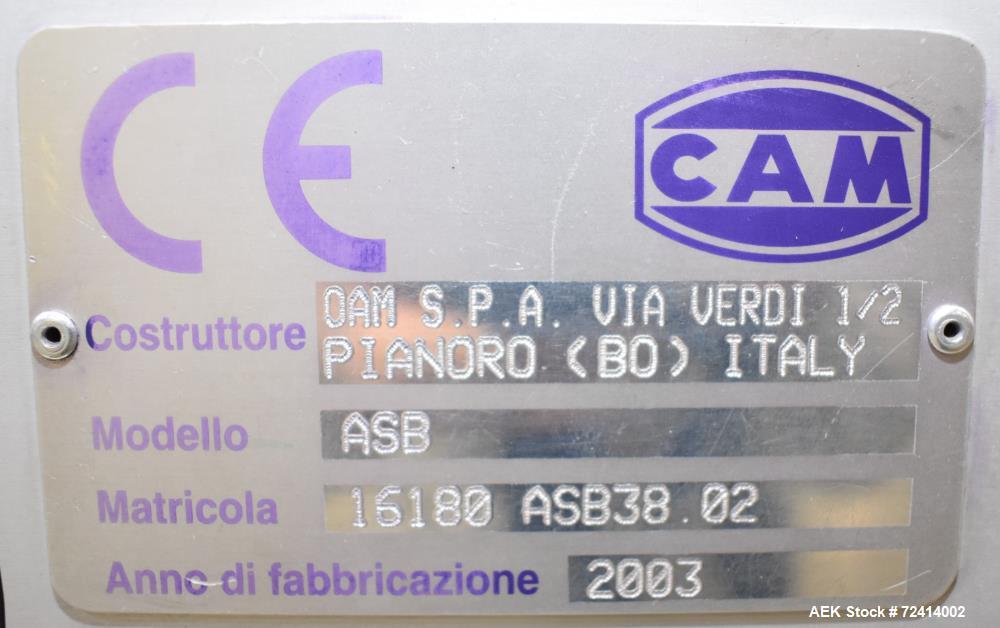 CE
CAM
Costruttore OAM S.P.A. VIA VERDI 1/2
PIANORO (BO) ITALY
Modello ASB
Matricola 16180 ASB38.02
Anno di fabbricazione 2003
AEK Stock #72414002